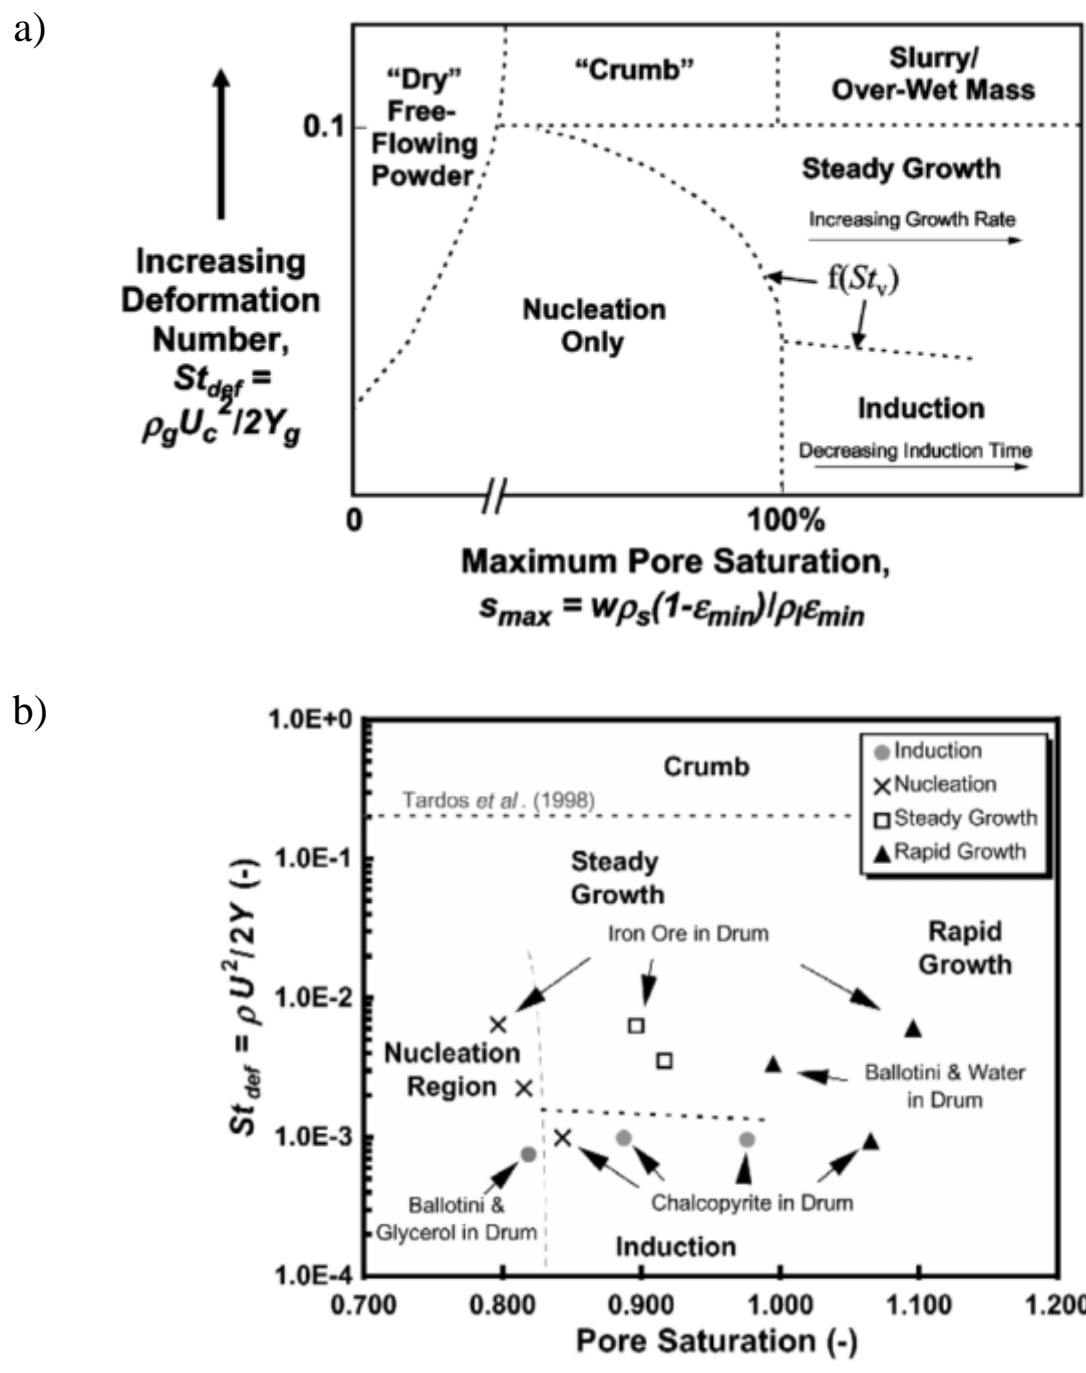 a)
“Dry”
Free-
Flowing
Powder
“Crumb”
Slurry/
Over-Wet Mass
0.1
Steady Growth
Increasing Growth Rate
f(Stv)
Increasing
Deformation
Number,
Stdef =
ρgUc2/2Yg
Nucleation
Only
Induction
Decreasing Induction Time
0
100%
Maximum Pore Saturation,
smax = wρs(1-εmin)/ρlεmin
b)
1.0E+0
1.0E-1
1.0E-2
1.0E-3
1.0E-4
Stdef = ρ U2/2Y (-)
Crumb
Tardos et al. (1998)
Induction
Nucleation
Steady Growth
Rapid Growth
Steady
Growth
Iron Ore in Drum
Rapid
Growth
Nucleation
Region
Ballotini & Water
in Drum
Ballotini &
Glycerol in Drum
Chalcopyrite in Drum
Induction
0.700 0.800 0.900 1.000 1.100 1.200
Pore Saturation (-)